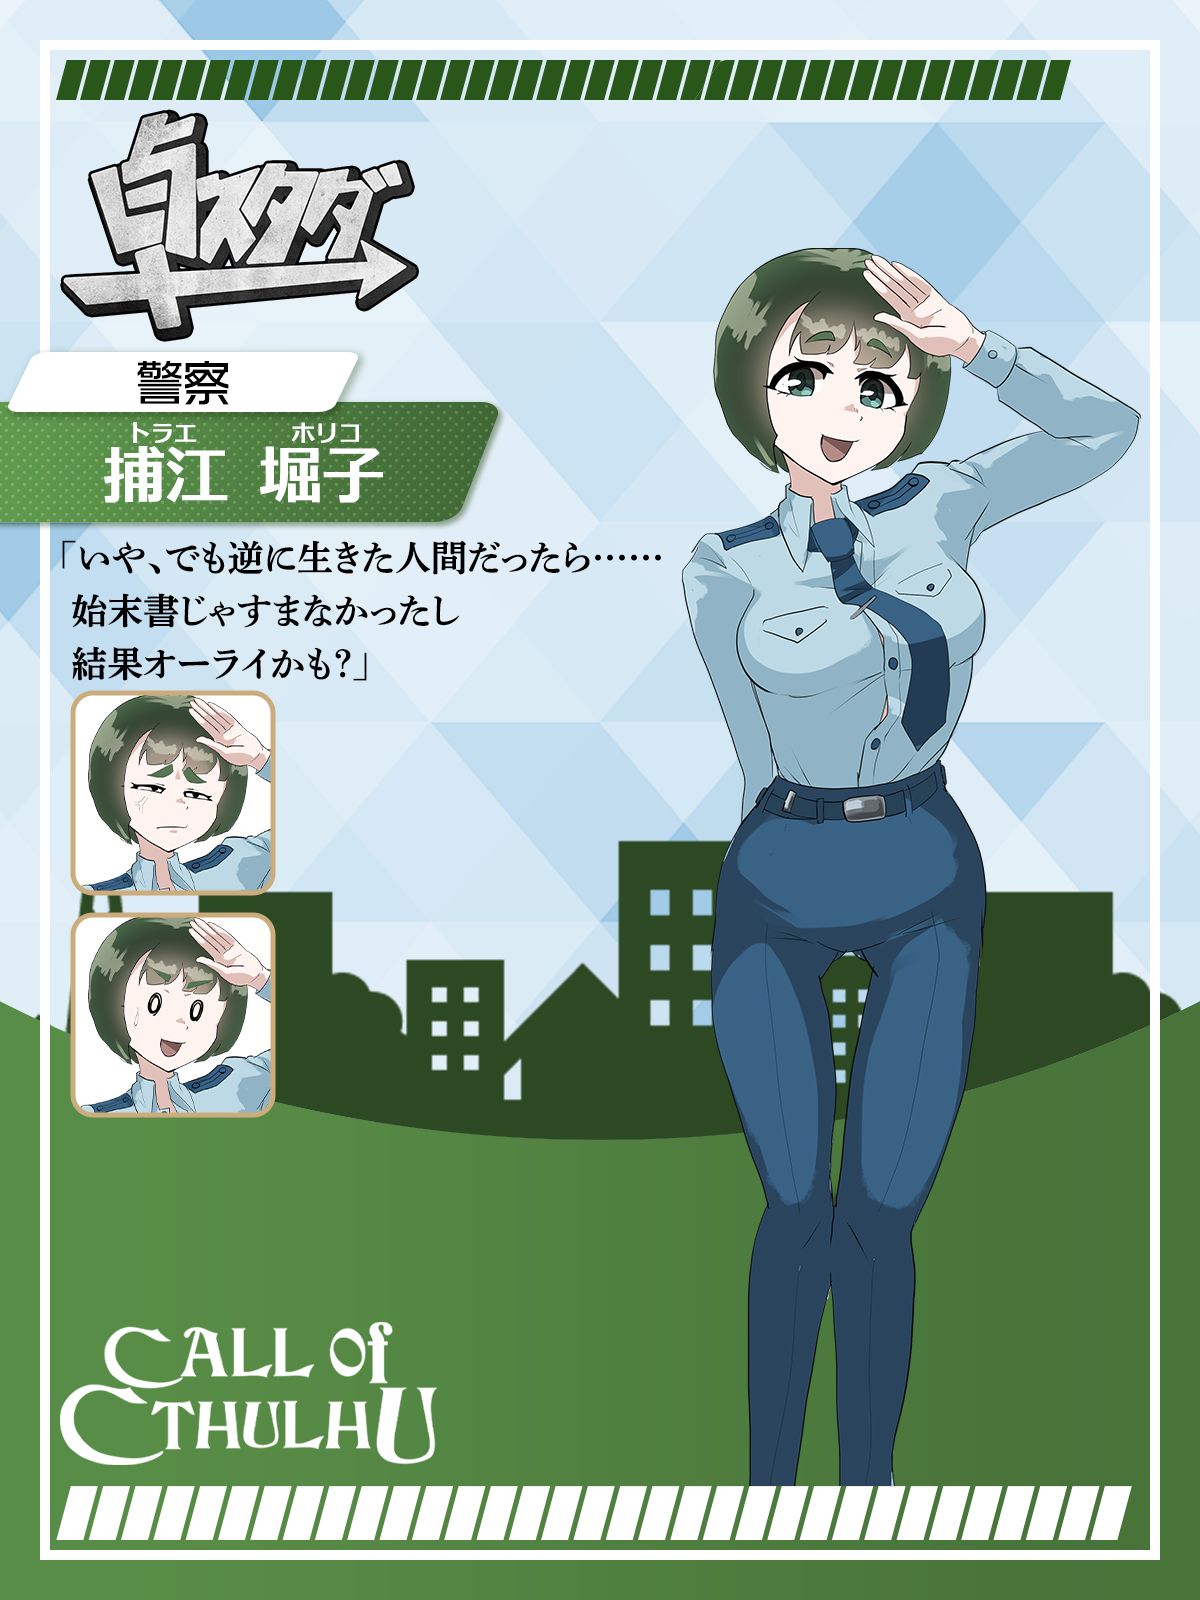 卓スタダ
警察
トラエ ホリコ
捕江 堀子
「いや、でも逆に生きた人間だったら……
始末書じゃすまなかったし
結果オーライかも?」
CALL Of
CTHULHU